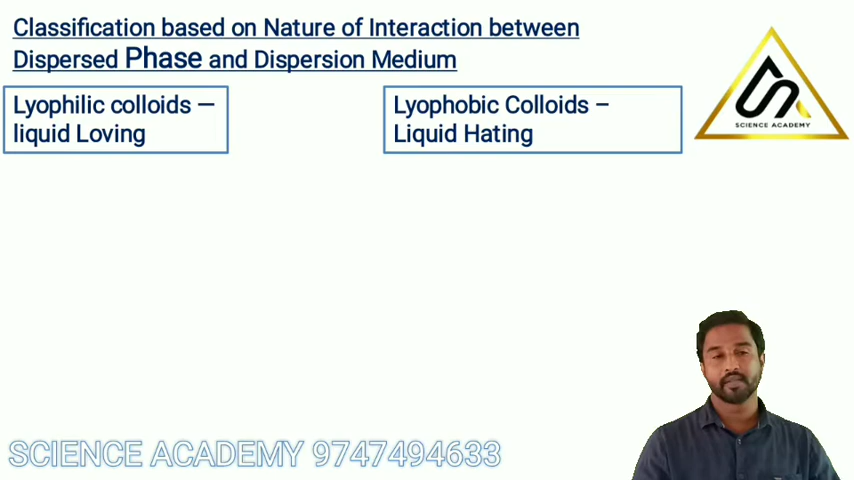 Classification based on Nature of Interaction between
Dispersed Phase and Dispersion Medium
Lyophilic colloids —
liquid Loving
Lyophobic Colloids –
Liquid Hating
SCIENCE ACADEMY
SCIENCE ACADEMY 9747494633